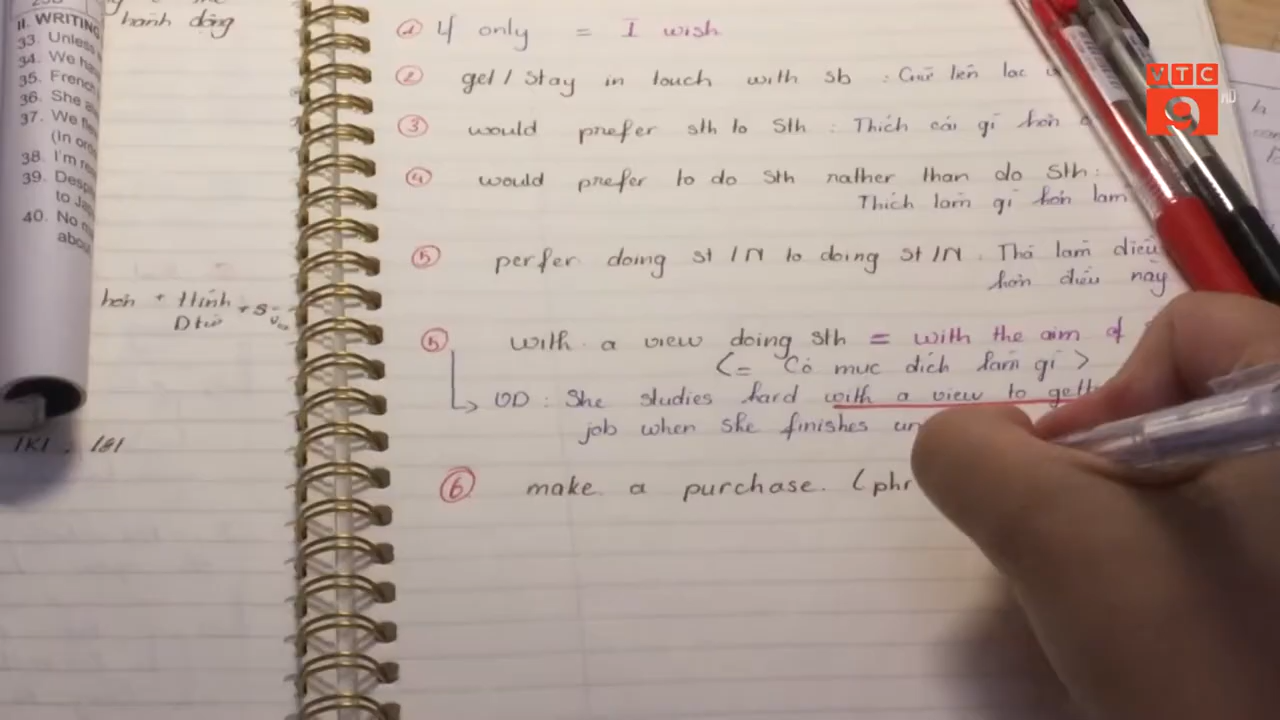 hành động
II. WRITING
33. Unless
34. We ha
35. French
36. She
37. We
(In or
38. I'm re
39. Desp
to Ja
40. No m
about
hơn + tính
D từ
+ S
/k/ . /g/
① If only = I wish
② get / stay in touch with sb : Giữ liên lạc
③ would prefer sth to sth : Thích cái gì hơn
④ would prefer to do sth rather than do sth :
Thích làm gì hơn làm
⑤ perfer doing st / N to doing st / N . Thà làm điều
hơn điều này
⑤ with a view doing sth = with the aim of
<= Có mục đích làm gì >
VD : She studies hard with a view to gett
job when she finishes un
⑥ make a purchase. (phr
VTC
9